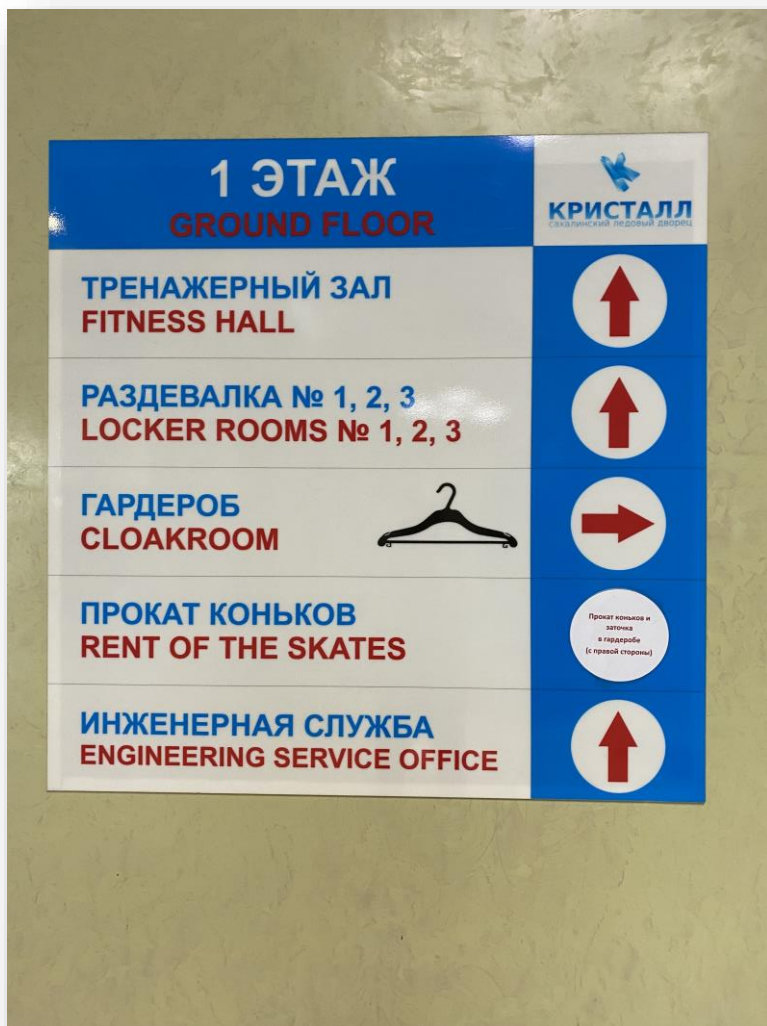 1 ЭТАЖ
GROUND FLOOR
КРИСТАЛЛ
сахалинский ледовый дворец
ТРЕНАЖЕРНЫЙ ЗАЛ
FITNESS HALL
РАЗДЕВАЛКА № 1, 2, 3
LOCKER ROOMS № 1, 2, 3
ГАРДЕРОБ
CLOAKROOM
ПРОКАТ КОНЬКОВ
RENT OF THE SKATES
Прокат коньков и
заточка
в гардеробе
(с правой стороны)
ИНЖЕНЕРНАЯ СЛУЖБА
ENGINEERING SERVICE OFFICE